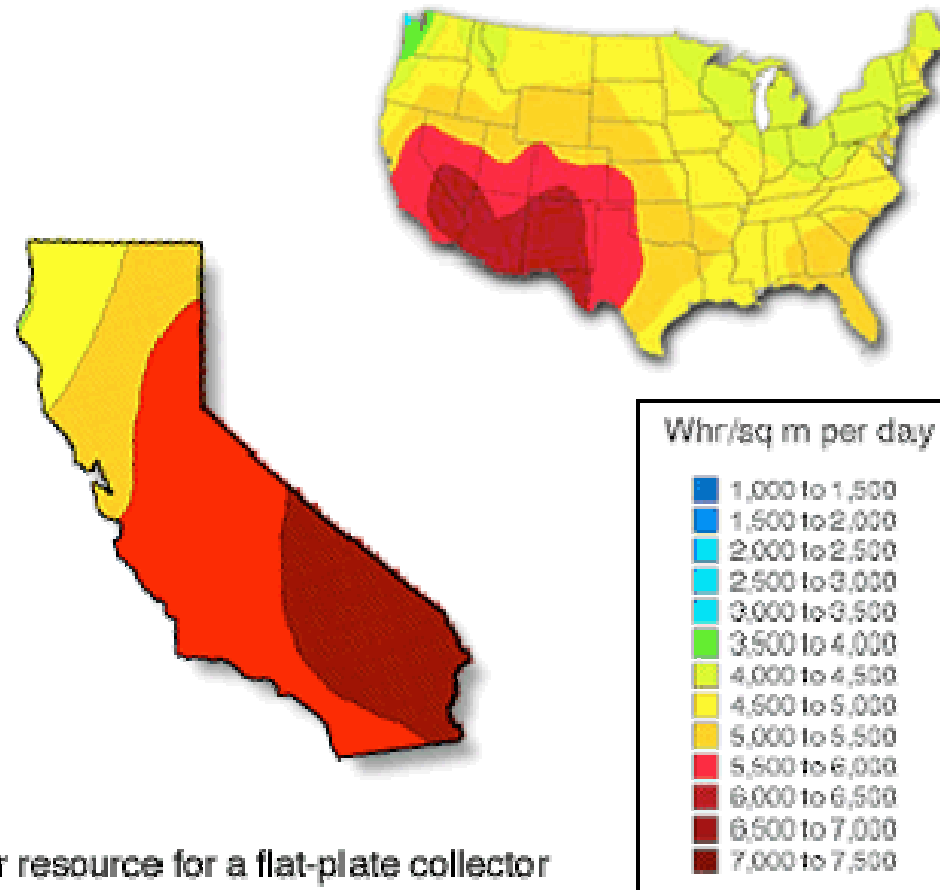 Whr/sq m per day
1,000 to 1,500
1,500 to 2,000
2,000 to 2,500
2,500 to 3,000
3,000 to 3,500
3,500 to 4,000
4,000 to 4,500
4,500 to 5,000
5,000 to 5,500
5,500 to 6,000
6,000 to 6,500
6,500 to 7,000
7,000 to 7,500
r resource for a flat-plate collector